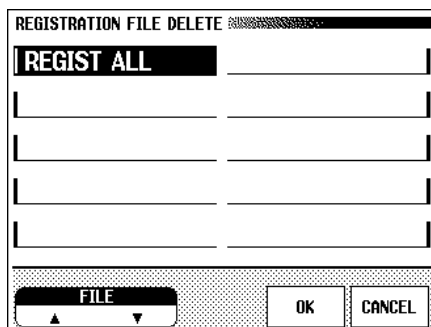 REGISTRATION FILE DELETE
REGIST ALL
FILE
▲ ▼
OK
CANCEL